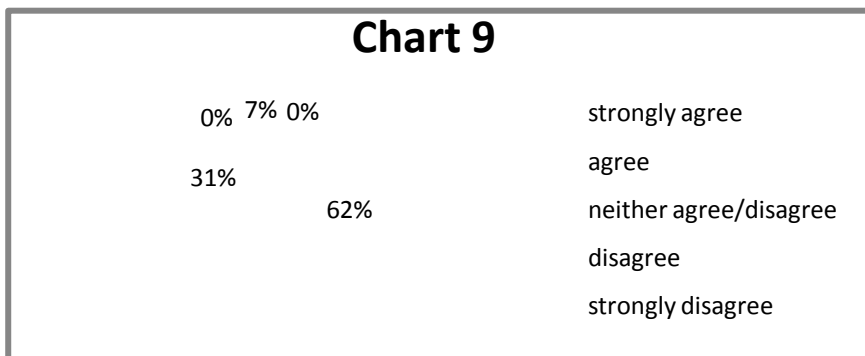 Chart 9
0% 7% 0%
31%
62%
strongly agree
agree
neither agree/disagree
disagree
strongly disagree